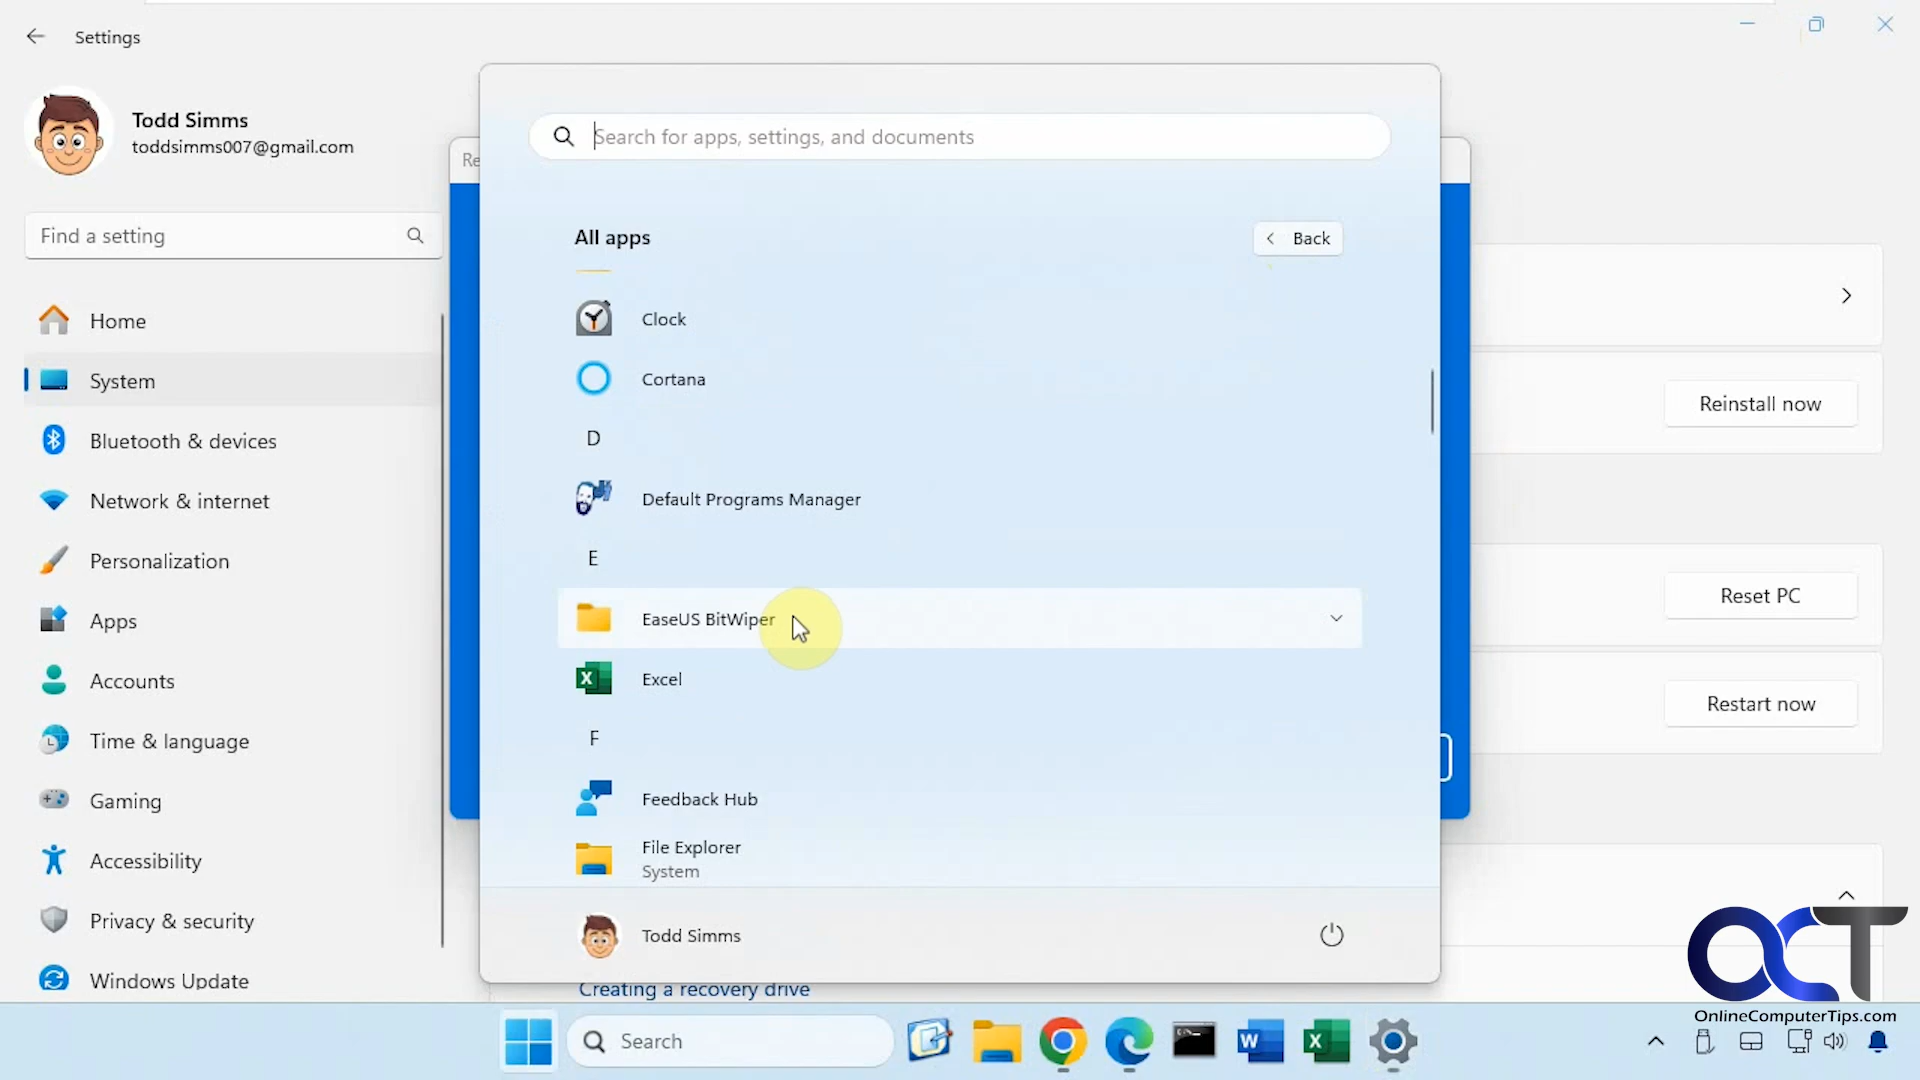 Settings
Todd Simms
toddsimms007@gmail.com
Find a setting
Home
System
Bluetooth & devices
Network & internet
Personalization
Apps
Accounts
Time & language
Gaming
Accessibility
Privacy & security
Windows Update
Re
Search for apps, settings, and documents
All apps
Back
Clock
Cortana
D
Default Programs Manager
E
EaseUS BitWiper
Excel
F
Feedback Hub
File Explorer
System
Todd Simms
Creating a recovery drive
Reinstall now
Reset PC
Restart now
OCT
OnlineComputerTips.com
Search